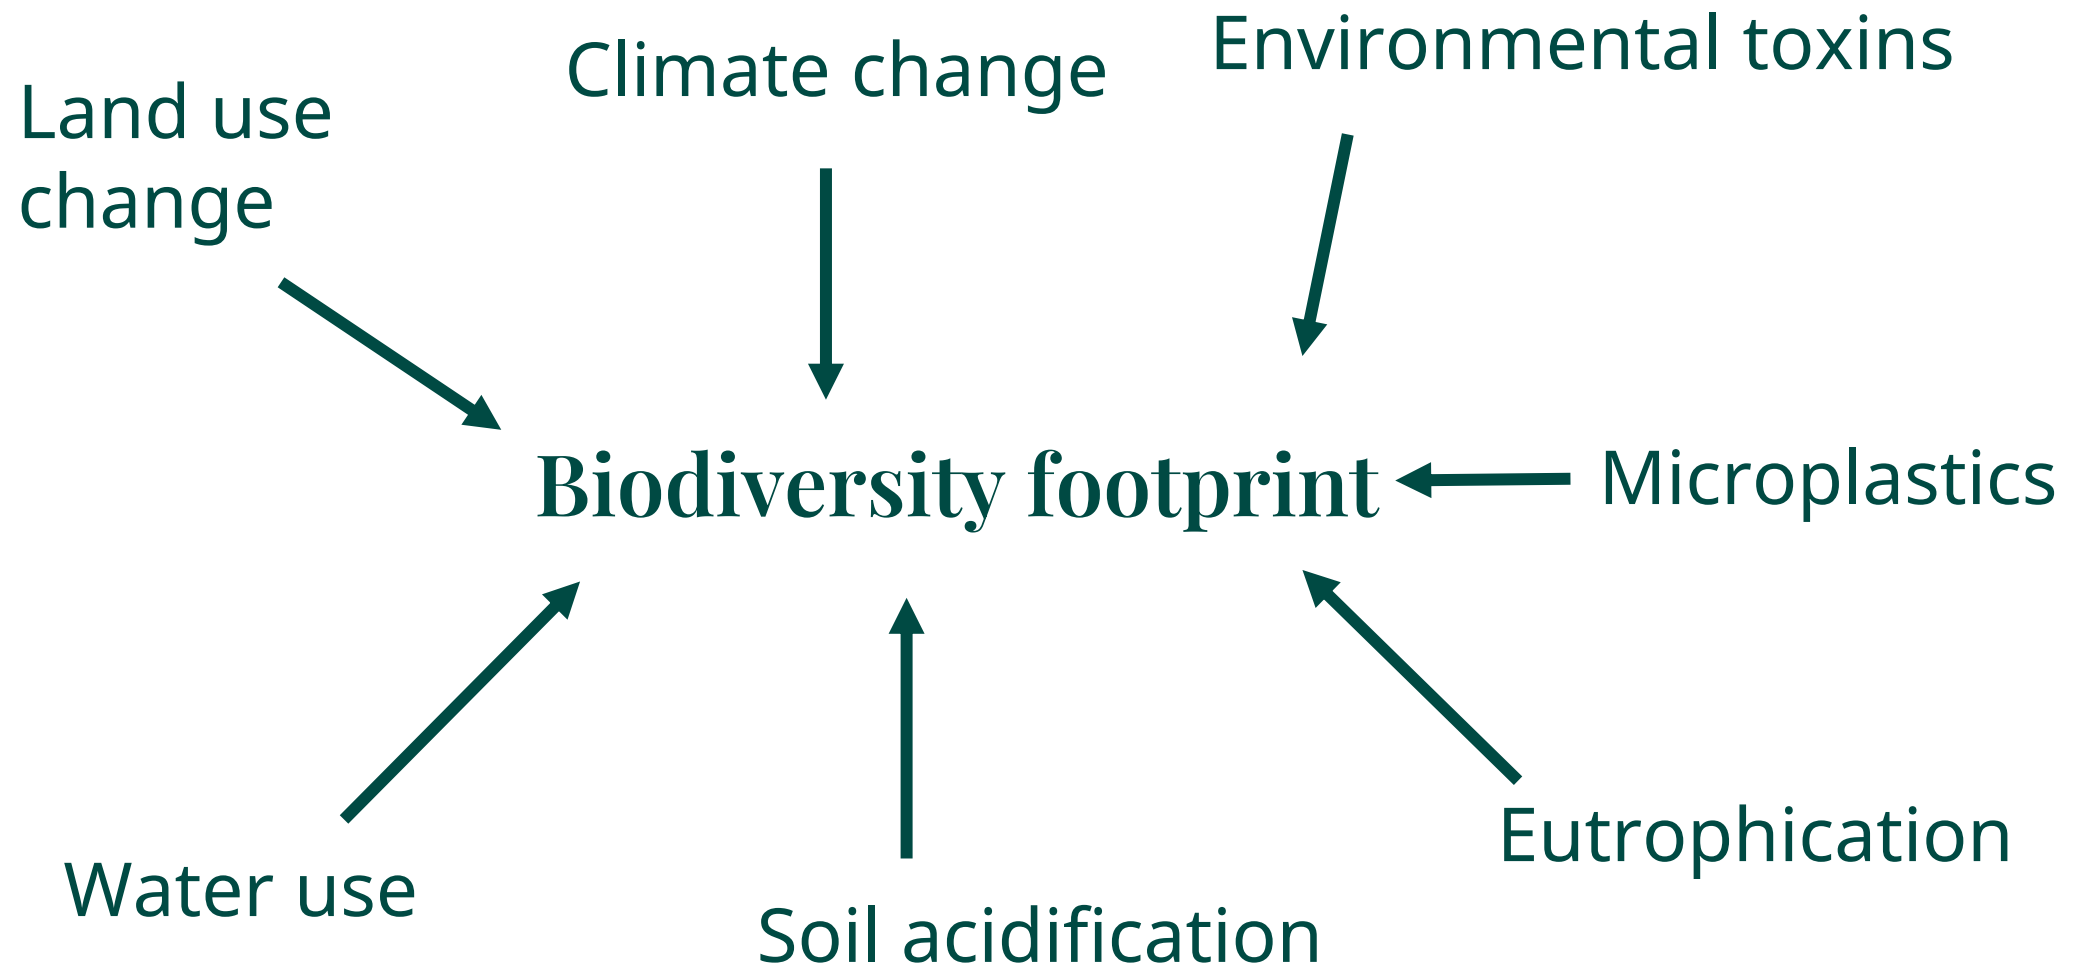 Land use
change
Climate change
Environmental toxins
Biodiversity footprint
Microplastics
Water use
Soil acidification
Eutrophication